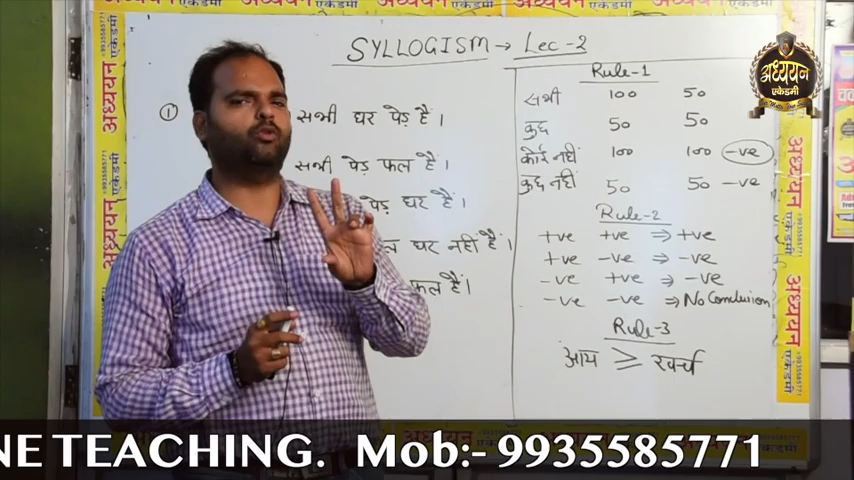 SYLLOGISM → Lec-2
① सभी घर पेड़ हैं।
सभी पेड़ फल हैं।
पेड़ घर हैं।
घर नहीं हैं।
फल हैं।
Rule-1
सभी 100 50
कुछ 50 50
कोई नहीं 100 100 -ve
कुछ नहीं 50 50 -ve
Rule-2
+ve +ve ⇒ +ve
+ve -ve ⇒ -ve
-ve +ve ⇒ -ve
-ve -ve ⇒ No Conclusion
Rule-3
आय ≥ खर्च
अध्ययन
एकेडमी
NE TEACHING. Mob:- 9935585771